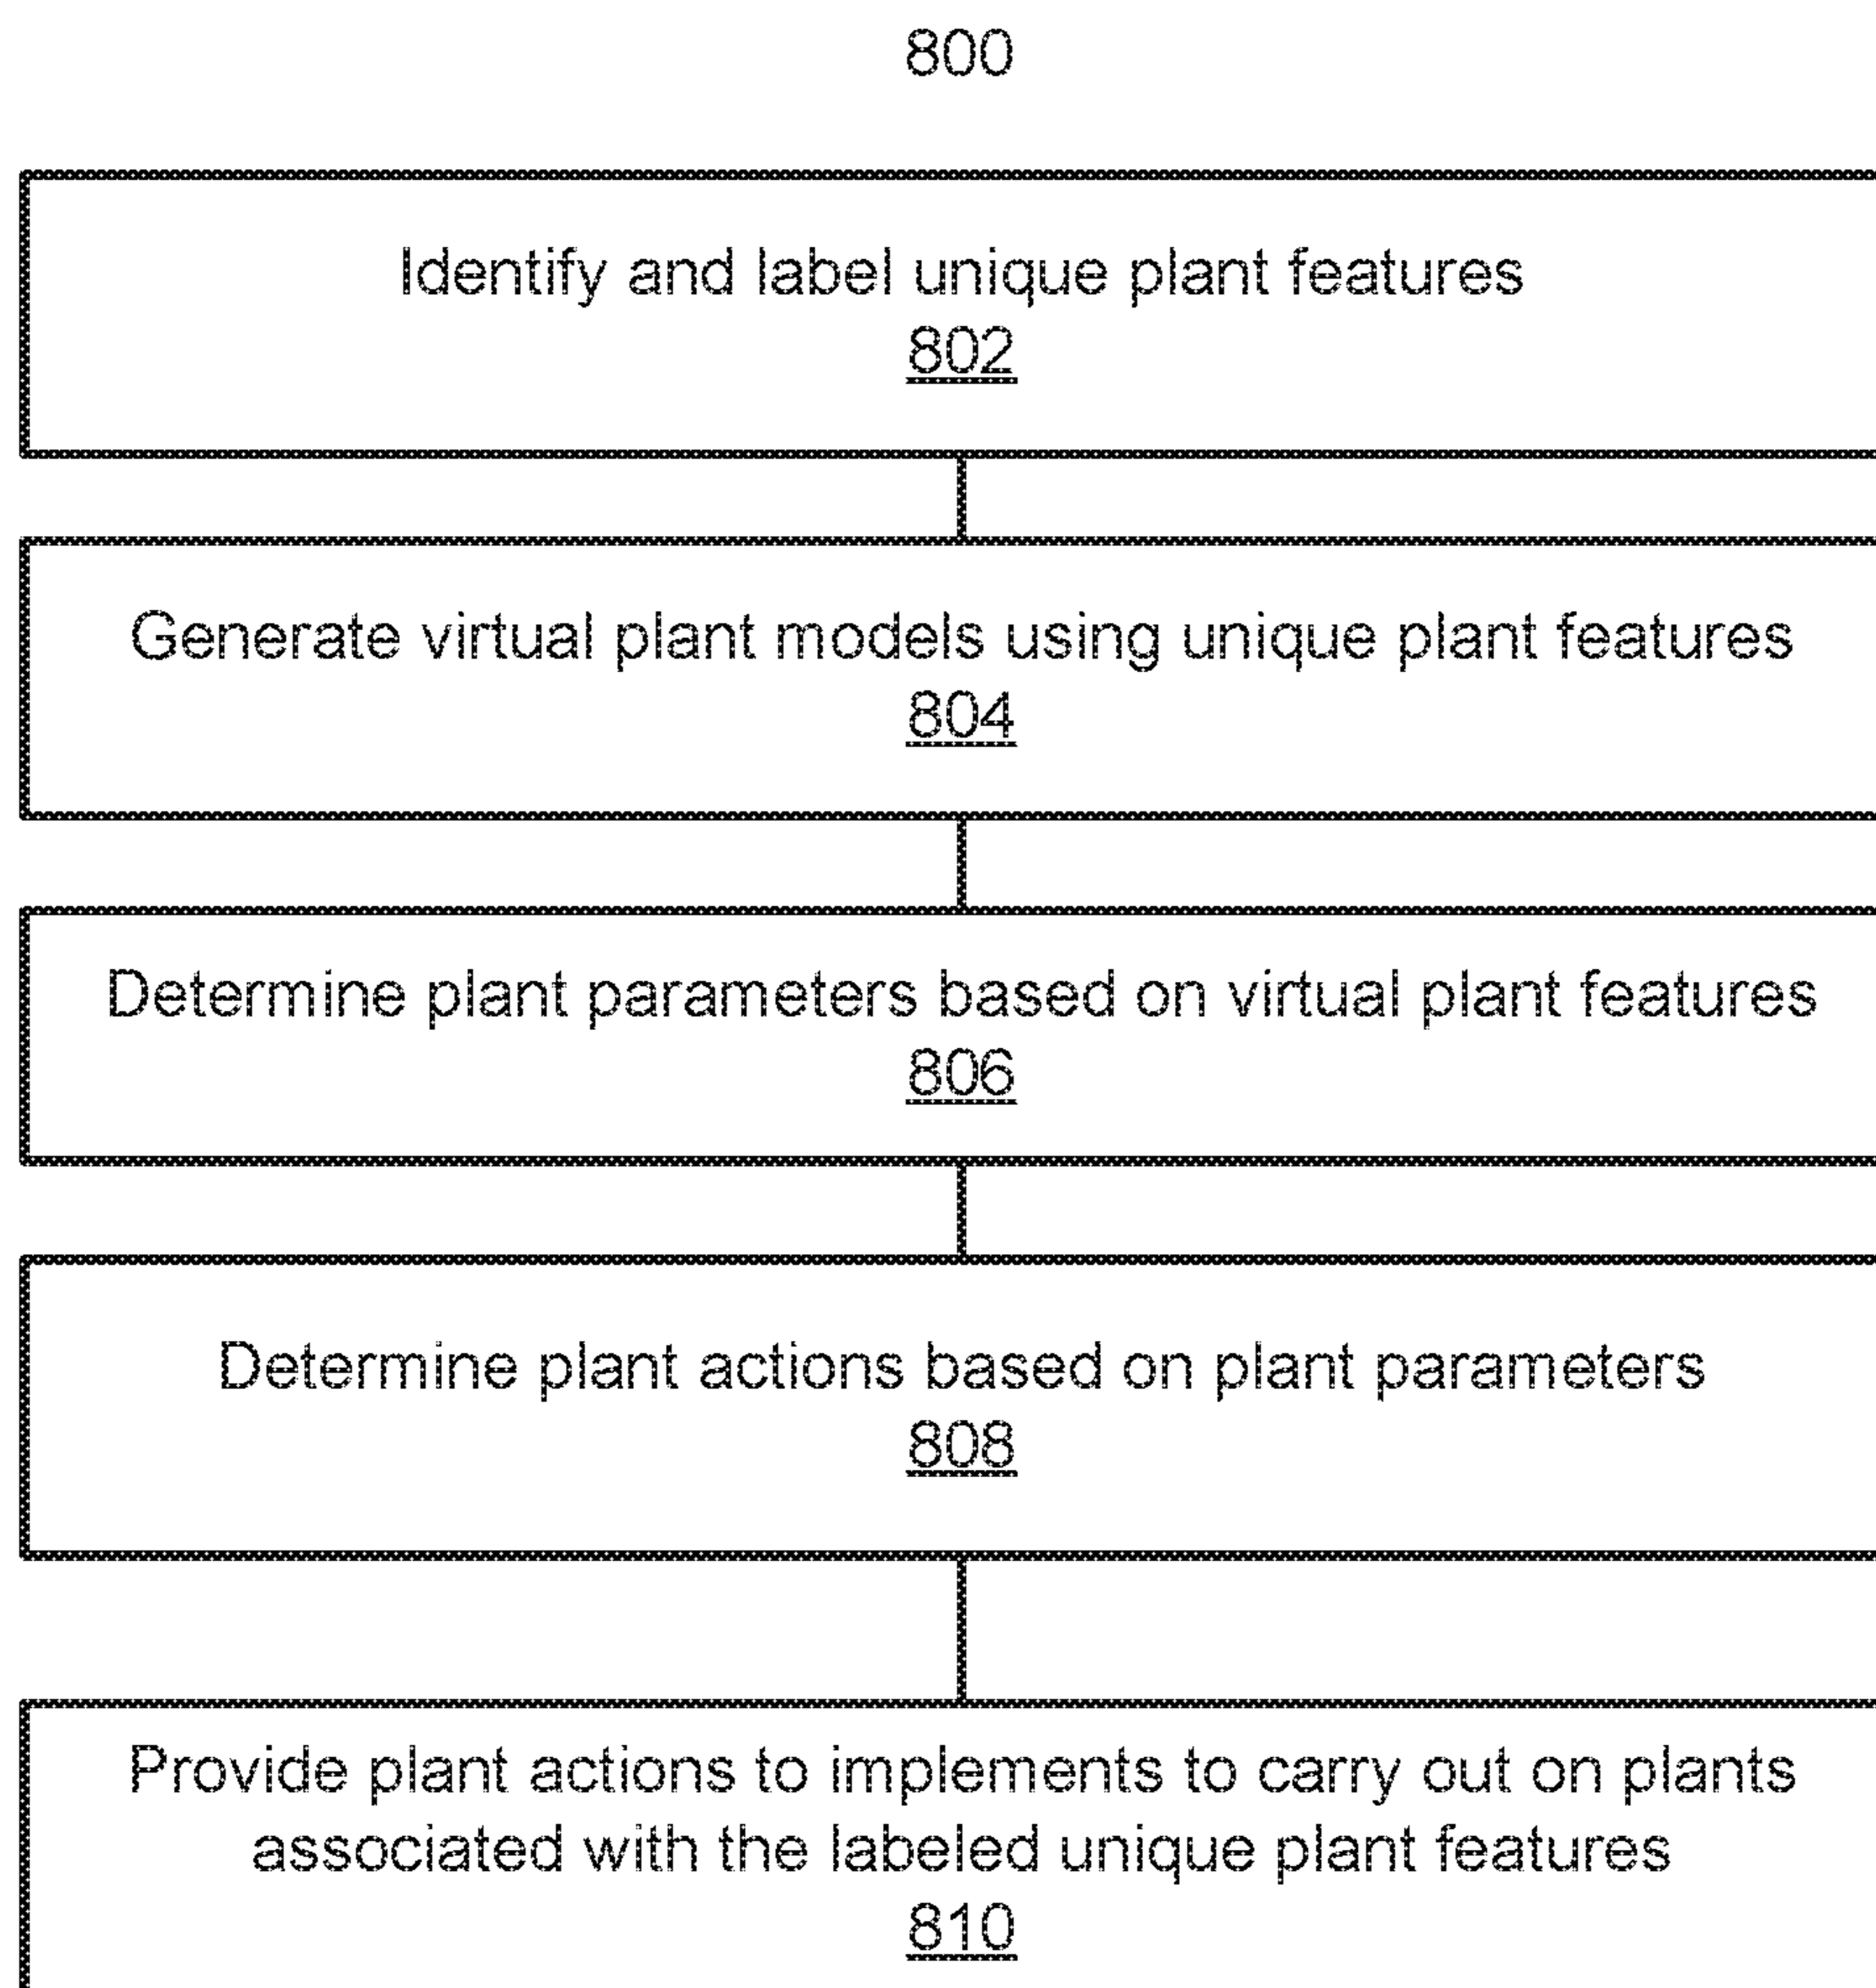 800
Identify and label unique plant features
802
Generate virtual plant models using unique plant features
804
Determine plant parameters based on virtual plant features
806
Determine plant actions based on plant parameters
808
Provide plant actions to implements to carry out on plants
associated with the labeled unique plant features
810